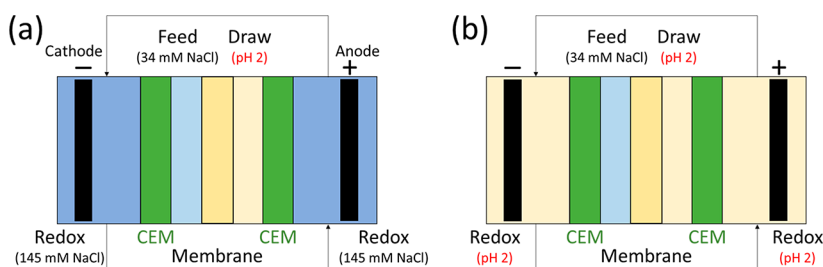 (a)
Feed Draw
Cathode (34 mM NaCl) (pH 2) Anode
− +
Redox CEM CEM Redox
(145 mM NaCl) Membrane (145 mM NaCl)
(b)
Feed Draw
(34 mM NaCl) (pH 2)
− +
Redox CEM CEM Redox
(pH 2) Membrane (pH 2)